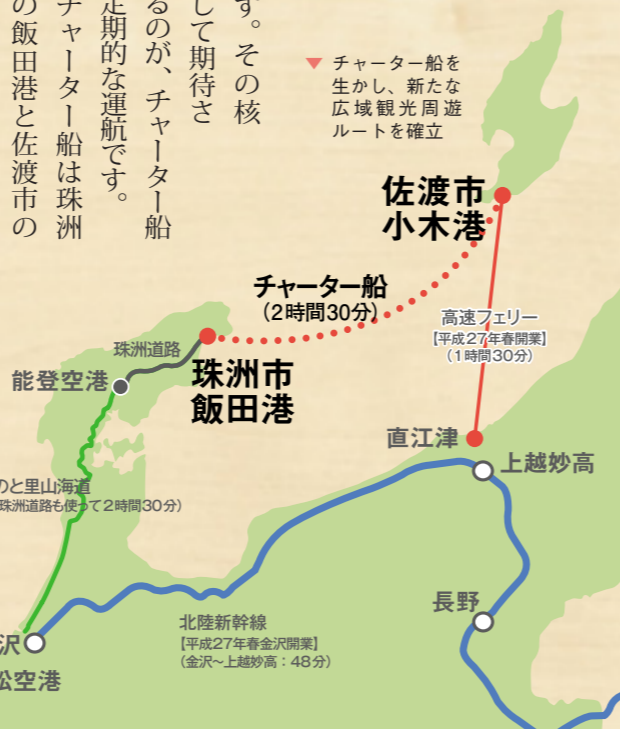 す。その核
して期待さ
るのが、チャーター船
定期的な運航です。
チャーター船は珠洲
の飯田港と佐渡市の
チャーター船を
生かし、新たな
広域観光周遊
ルートを確立
佐渡市
小木港
チャーター船
（2時間30分）
高速フェリー
【平成27年春開業】
（1時間30分）
珠洲道路
能登空港
珠洲市
飯田港
直江津
上越妙高
のと里山海道
珠洲道路も使って2時間30分）
長野
北陸新幹線
【平成27年春金沢開業】
（金沢～上越妙高：48分）
沢
松空港